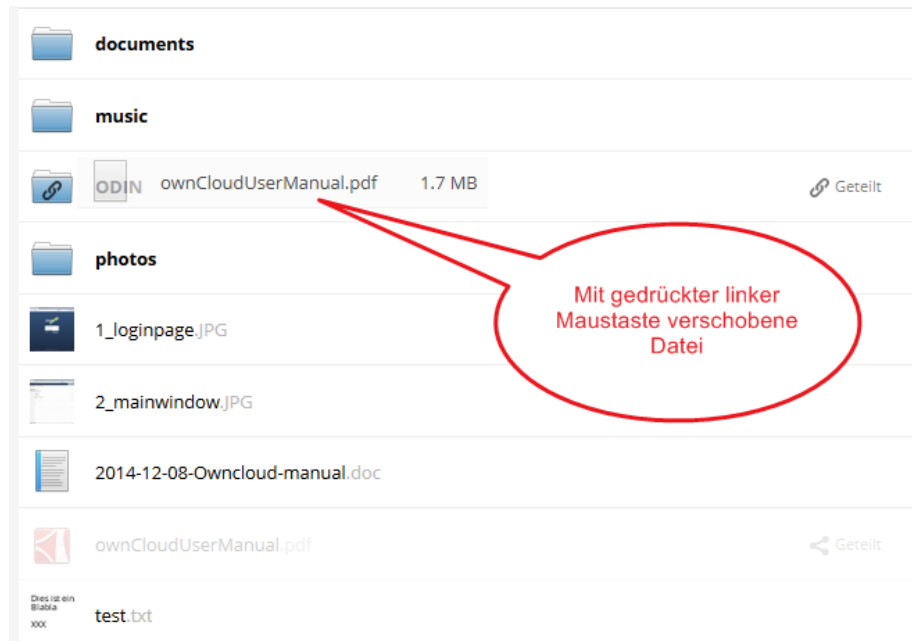 documents
music
ODIN ownCloudUserManual.pdf 1.7 MB Geteilt
photos
Mit gedrückter linker
Maustaste verschobene
Datei
1_loginpage.JPG
2_mainwindow.JPG
2014-12-08-Owncloud-manual.doc
ownCloudUserManual.pdf Geteilt
Dies ist ein
Blabla
xxx
test.txt